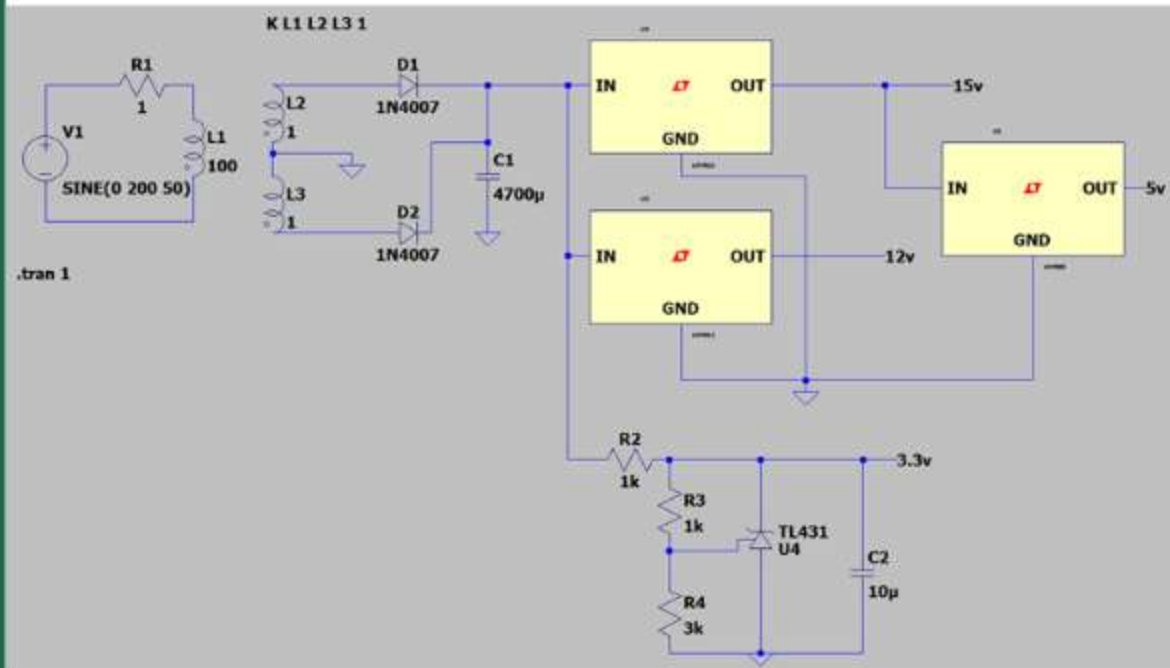 K L1 L2 L3 1
R1
1
V1
SINE(0 200 50)
L1
100
L2
1
L3
1
D1
1N4007
D2
1N4007
C1
4700µ
.tran 1
IN
OUT
GND
15v
IN
OUT
GND
12v
IN
OUT
GND
5v
R2
1k
3.3v
R3
1k
TL431
U4
C2
10µ
R4
3k